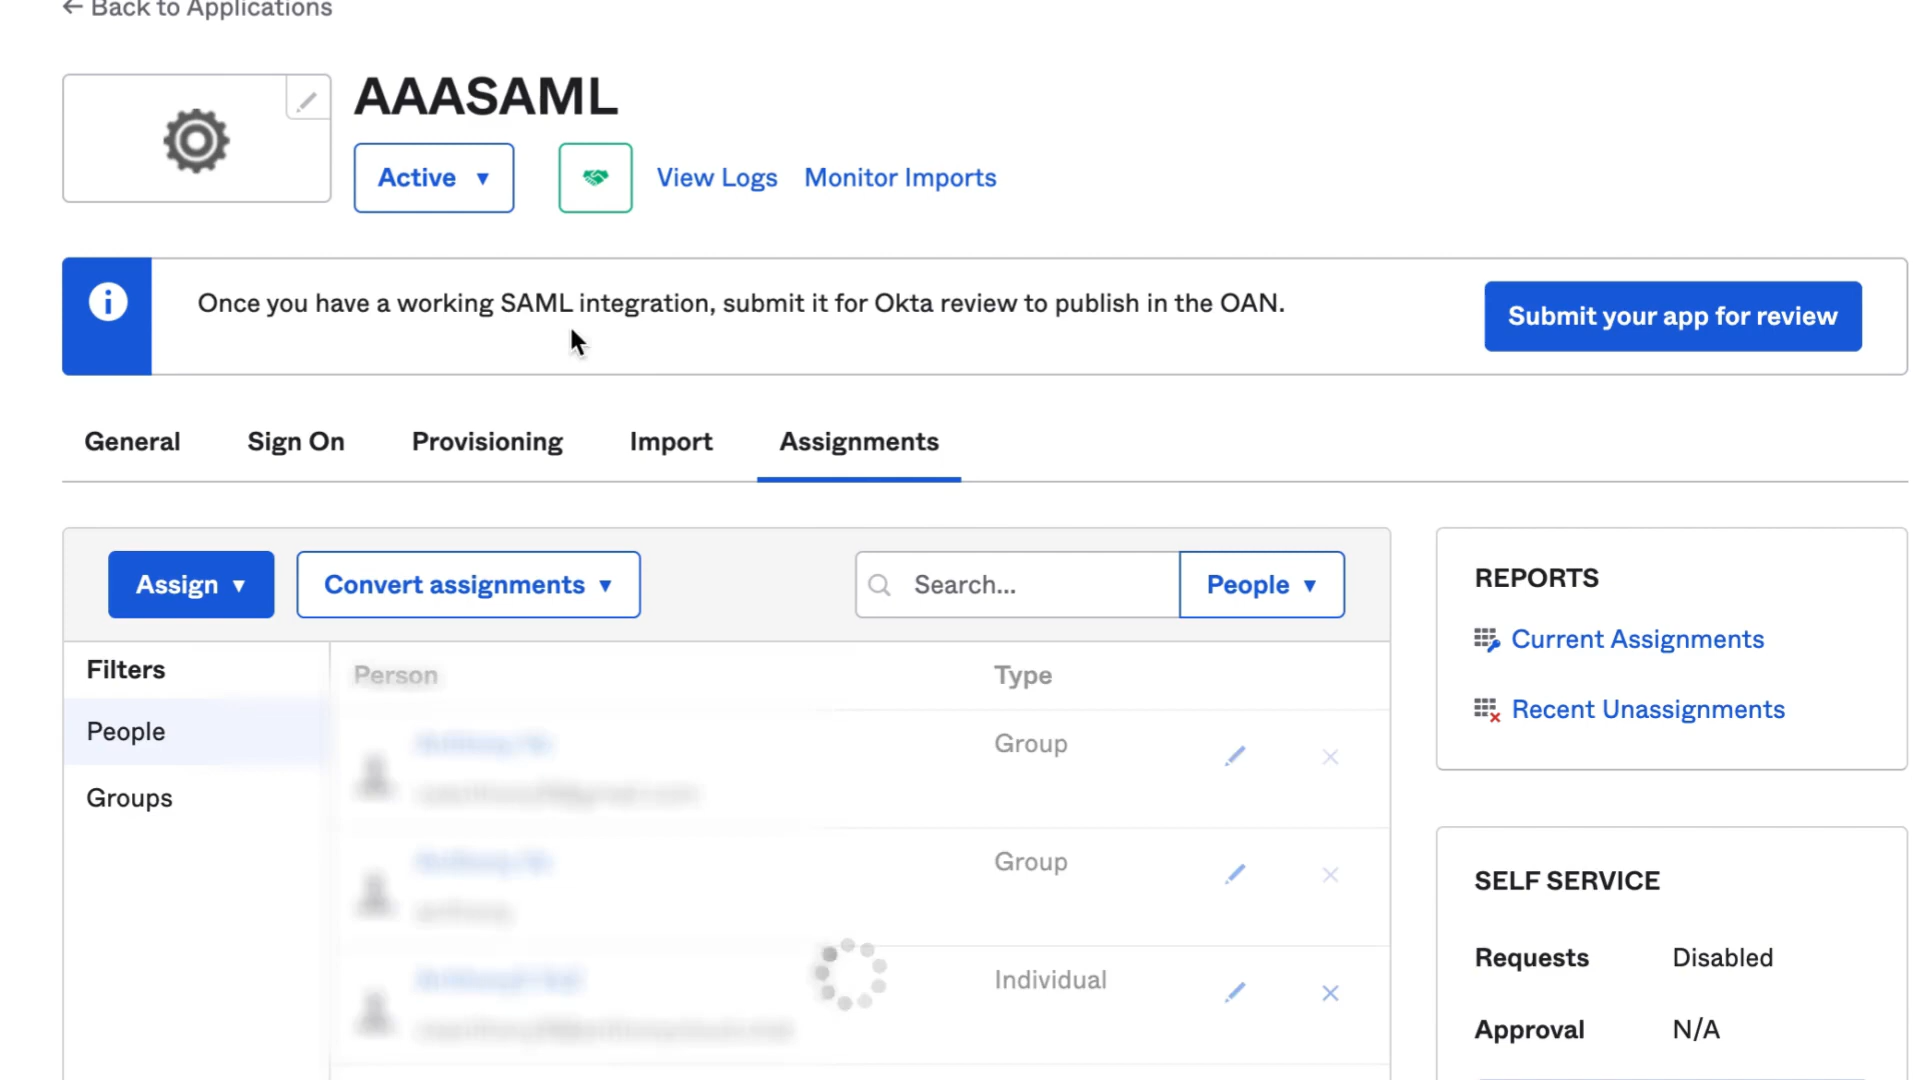 ← Back to Applications
AAASAML
Active ▼
View Logs
Monitor Imports
Once you have a working SAML integration, submit it for Okta review to publish in the OAN.
Submit your app for review
General
Sign On
Provisioning
Import
Assignments
Assign ▼
Convert assignments ▼
Search...
People ▼
Filters
People
Groups
Person
Type
Group
Group
Individual
REPORTS
Current Assignments
Recent Unassignments
SELF SERVICE
Requests Disabled
Approval N/A